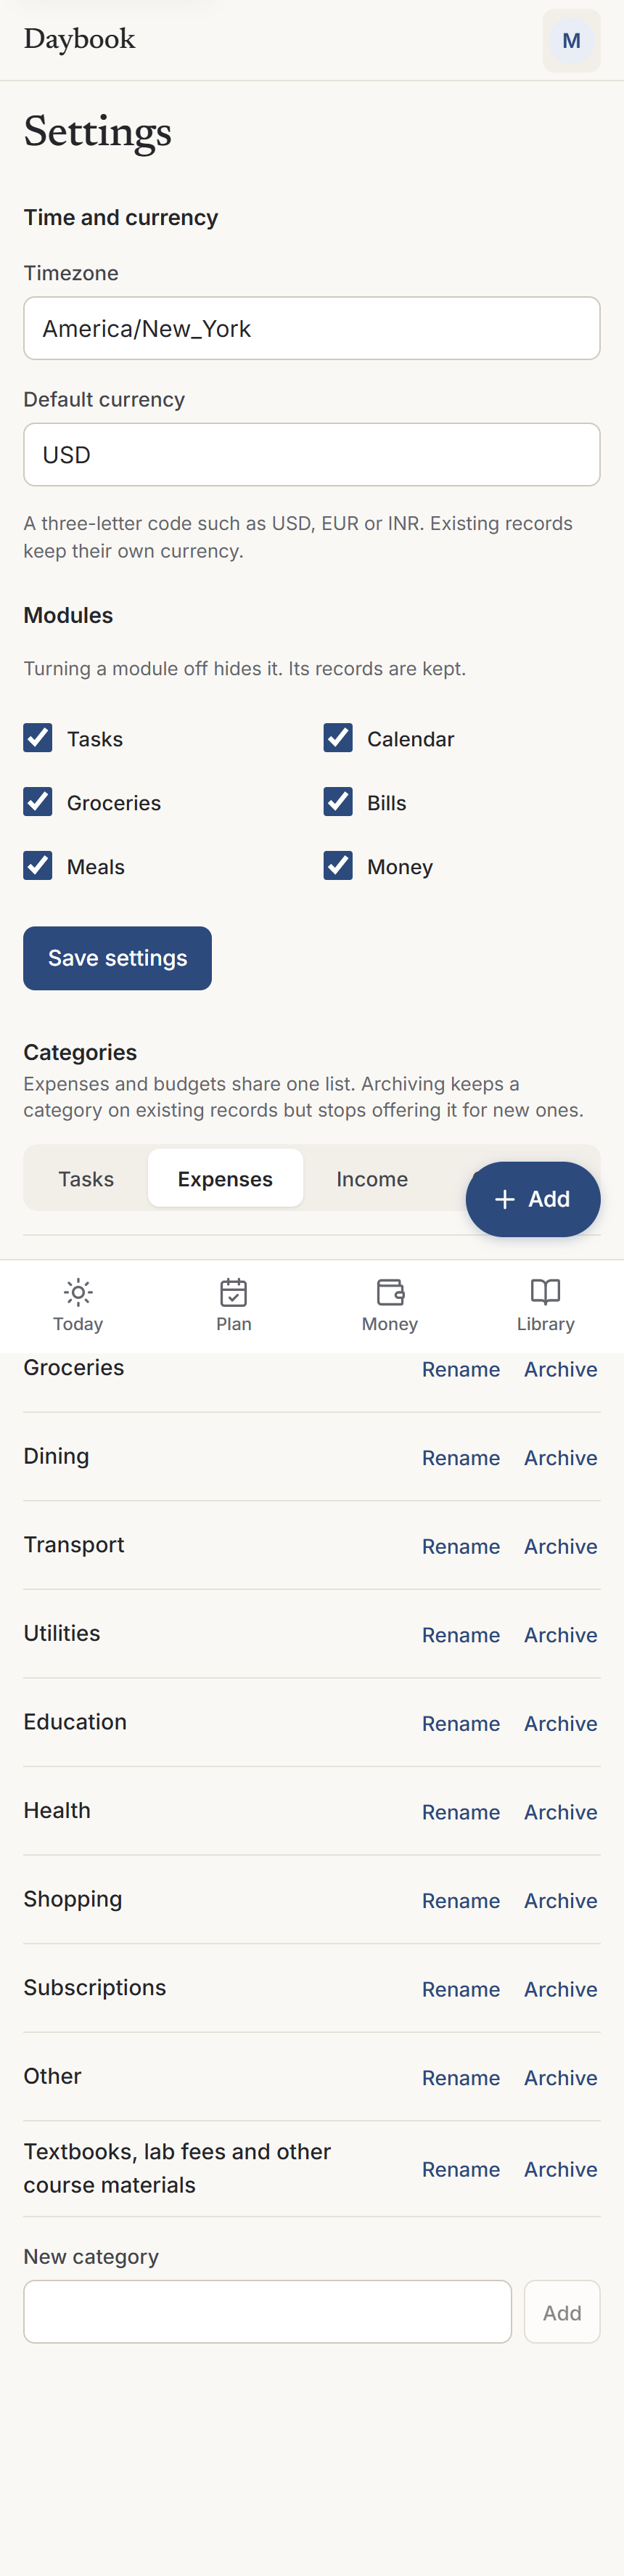 Daybook
M
Settings
Time and currency
Timezone
America/New_York
Default currency
USD
A three-letter code such as USD, EUR or INR. Existing records
keep their own currency.
Modules
Turning a module off hides it. Its records are kept.
Tasks
Calendar
Groceries
Bills
Meals
Money
Save settings
Categories
Expenses and budgets share one list. Archiving keeps a
category on existing records but stops offering it for new ones.
Tasks Expenses Income
+ Add
Today Plan Money Library
Groceries Rename Archive
Dining Rename Archive
Transport Rename Archive
Utilities Rename Archive
Education Rename Archive
Health Rename Archive
Shopping Rename Archive
Subscriptions Rename Archive
Other Rename Archive
Textbooks, lab fees and other
course materials
Rename Archive
New category
Add